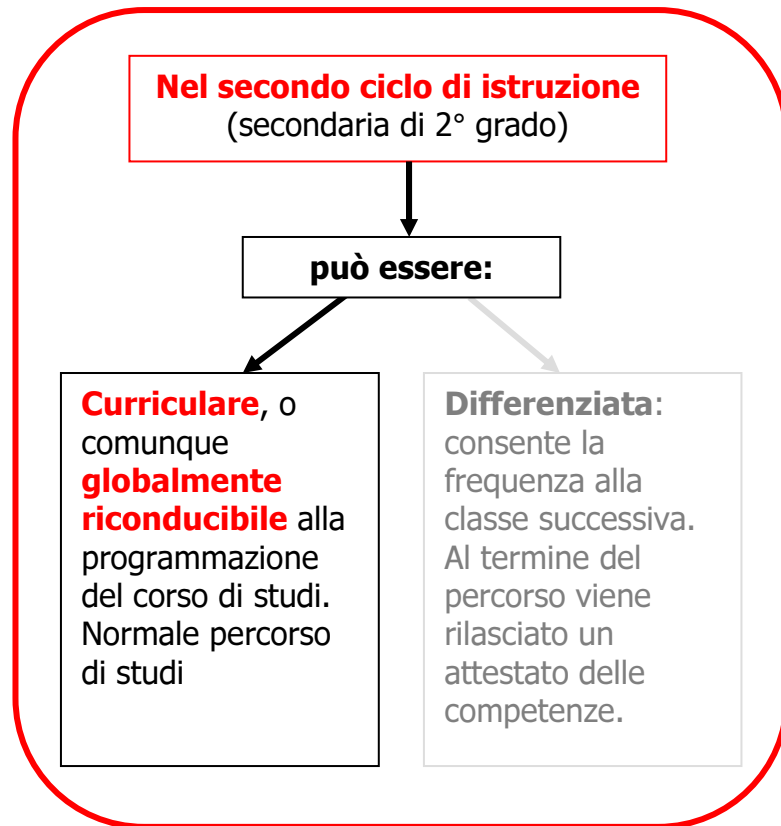 Nel secondo ciclo di istruzione
(secondaria di 2° grado)
può essere:
Curriculare, o
comunque
globalmente
riconducibile alla
programmazione
del corso di studi.
Normale percorso
di studi
Differenziata:
consente la
frequenza alla
classe successiva.
Al termine del
percorso viene
rilasciato un
attestato delle
competenze.